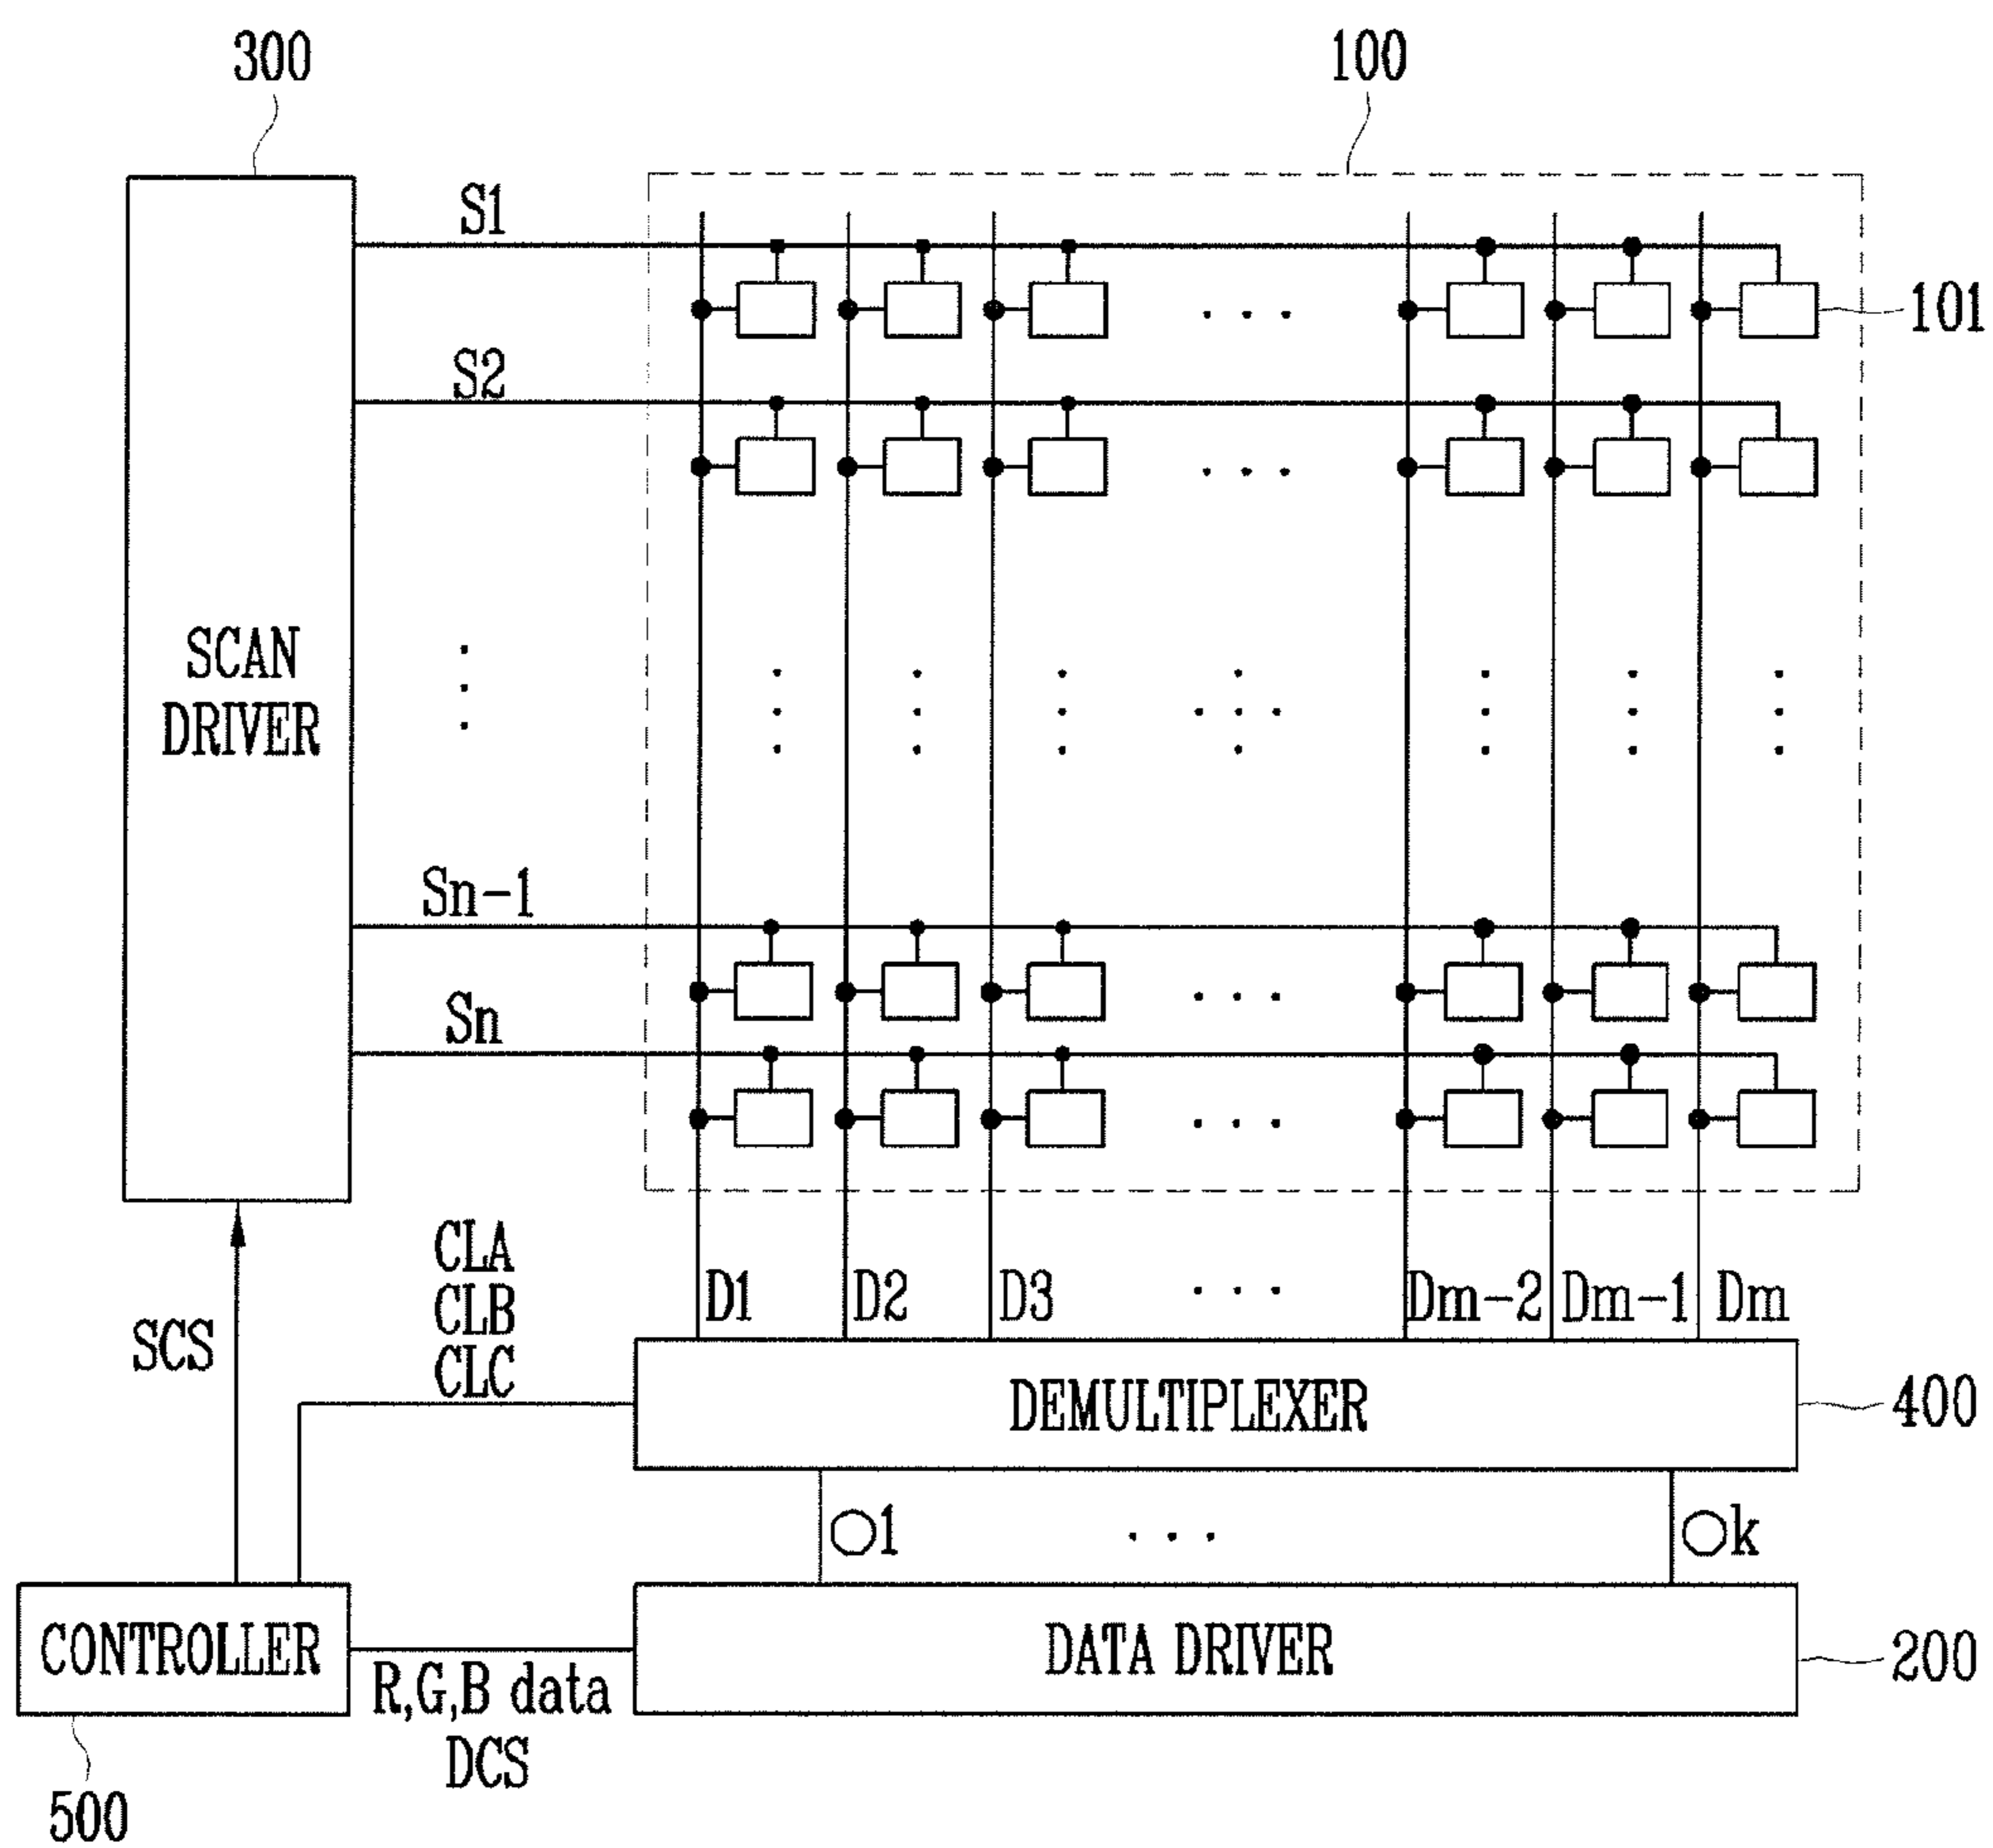 300
100
S1
101
S2
SCAN
DRIVER
Sn-1
Sn
CLA
CLB
CLC
SCS
D1 D2 D3 ... Dm-2 Dm-1 Dm
DEMULTIPLEXER
400
O1 ... Ok
CONTROLLER
DATA DRIVER
200
R,G,B data
DCS
500